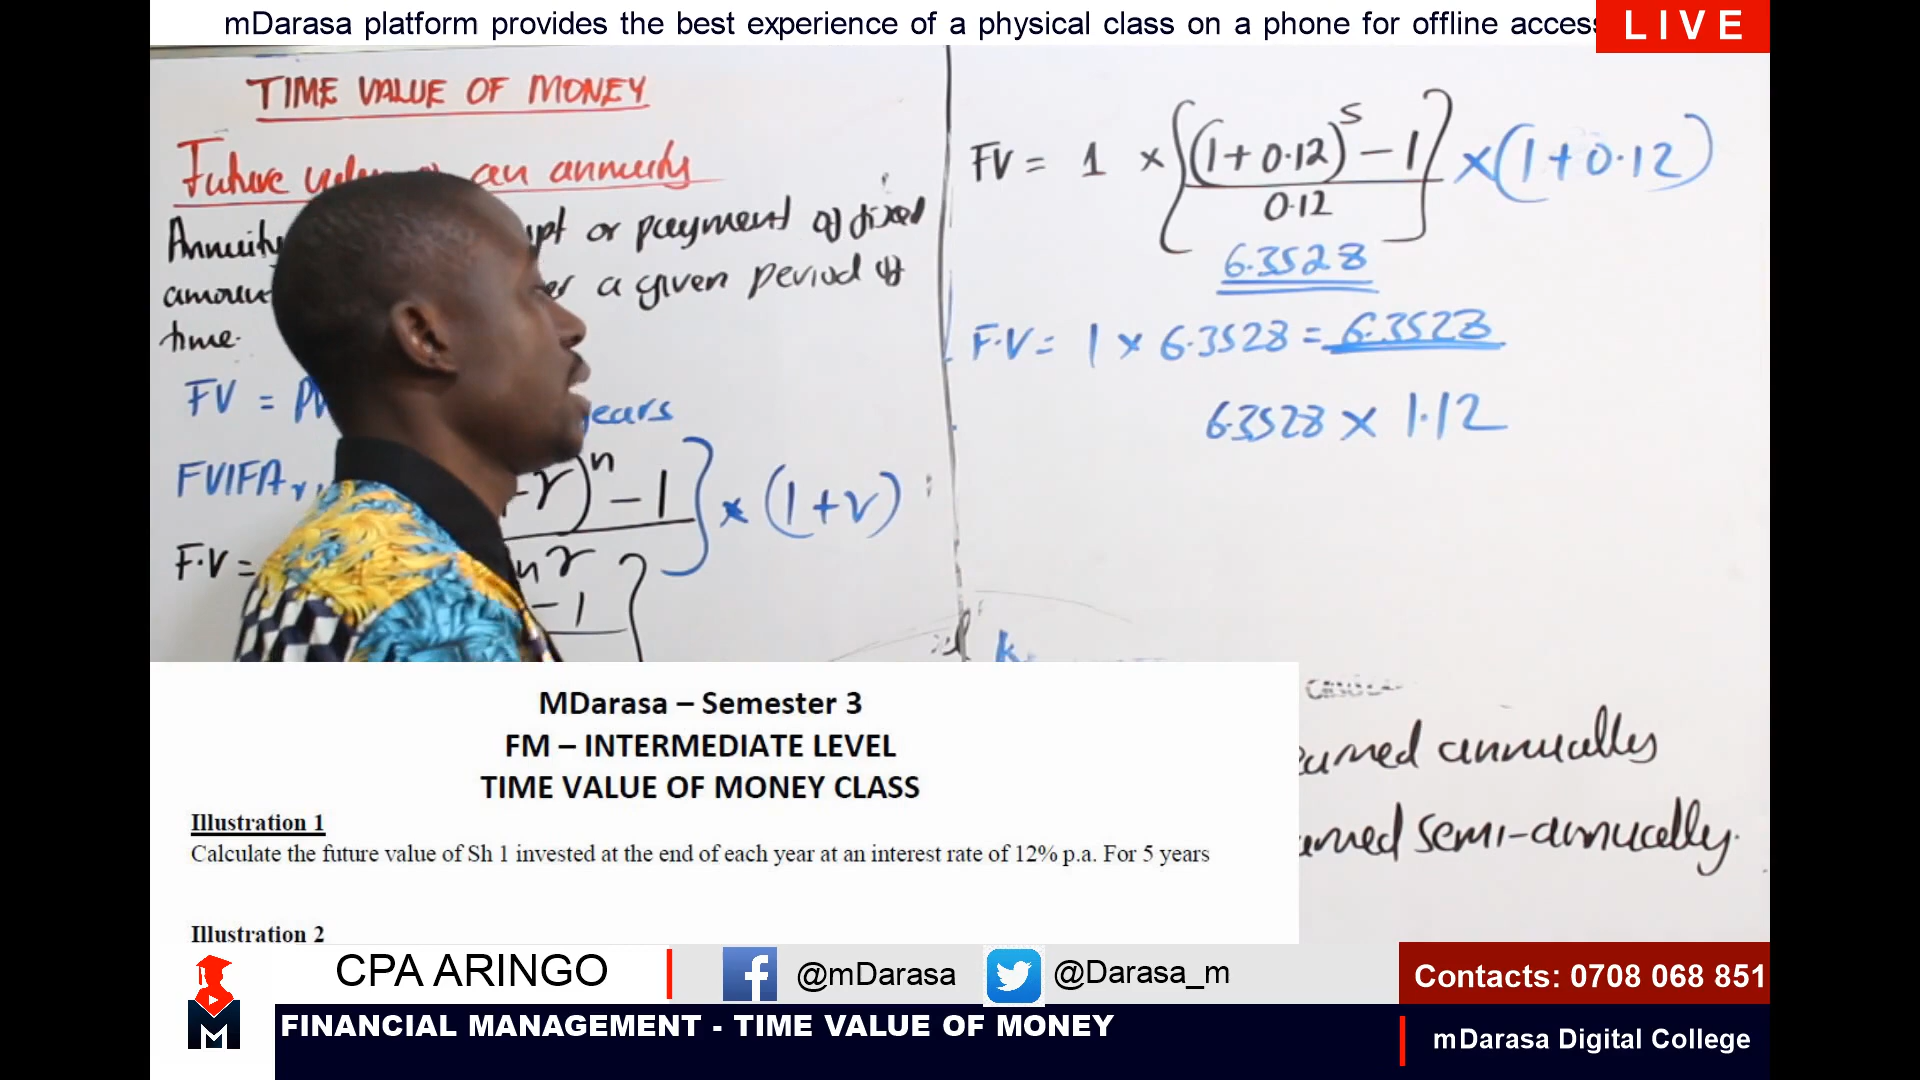 mDarasa platform provides the best experience of a physical class on a phone for offline access
LIVE
TIME VALUE OF MONEY
Future an annuity
Annuity or payment of fixed
a given period of
time.
FV =
years
FVIFA
r)ⁿ - 1] × (1+r)
F.V =
- 1
FV = 1 × [(1+0.12)⁵ - 1] × (1+0.12)
0.12
6.3528
F.V = 1 × 6.3528 = 6.3528
6.3528 × 1.12
annually
semi-annually.
MDarasa – Semester 3
FM – INTERMEDIATE LEVEL
TIME VALUE OF MONEY CLASS
Illustration 1
Calculate the future value of Sh 1 invested at the end of each year at an interest rate of 12% p.a. For 5 years
Illustration 2
M
CPA ARINGO
f @mDarasa
@Darasa_m
Contacts: 0708 068 851
FINANCIAL MANAGEMENT - TIME VALUE OF MONEY
mDarasa Digital College